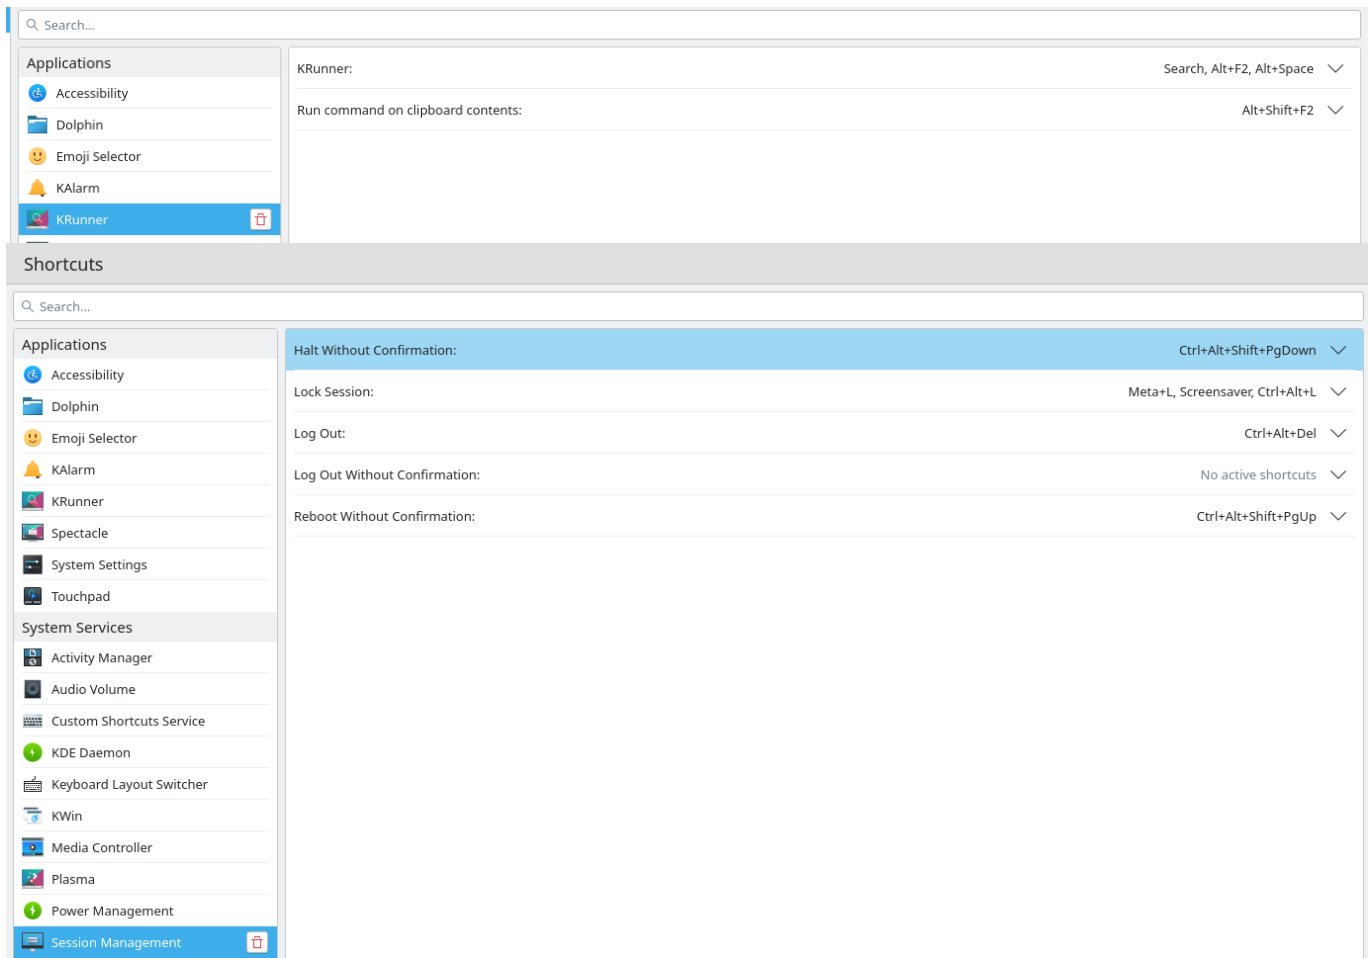 Search...
Applications
Accessibility
Dolphin
Emoji Selector
KAlarm
KRunner
KRunner: Search, Alt+F2, Alt+Space
Run command on clipboard contents: Alt+Shift+F2
Shortcuts
Search...
Applications
Accessibility
Dolphin
Emoji Selector
KAlarm
KRunner
Spectacle
System Settings
Touchpad
System Services
Activity Manager
Audio Volume
Custom Shortcuts Service
KDE Daemon
Keyboard Layout Switcher
KWin
Media Controller
Plasma
Power Management
Session Management
Halt Without Confirmation: Ctrl+Alt+Shift+PgDown
Lock Session: Meta+L, Screensaver, Ctrl+Alt+L
Log Out: Ctrl+Alt+Del
Log Out Without Confirmation: No active shortcuts
Reboot Without Confirmation: Ctrl+Alt+Shift+PgUp